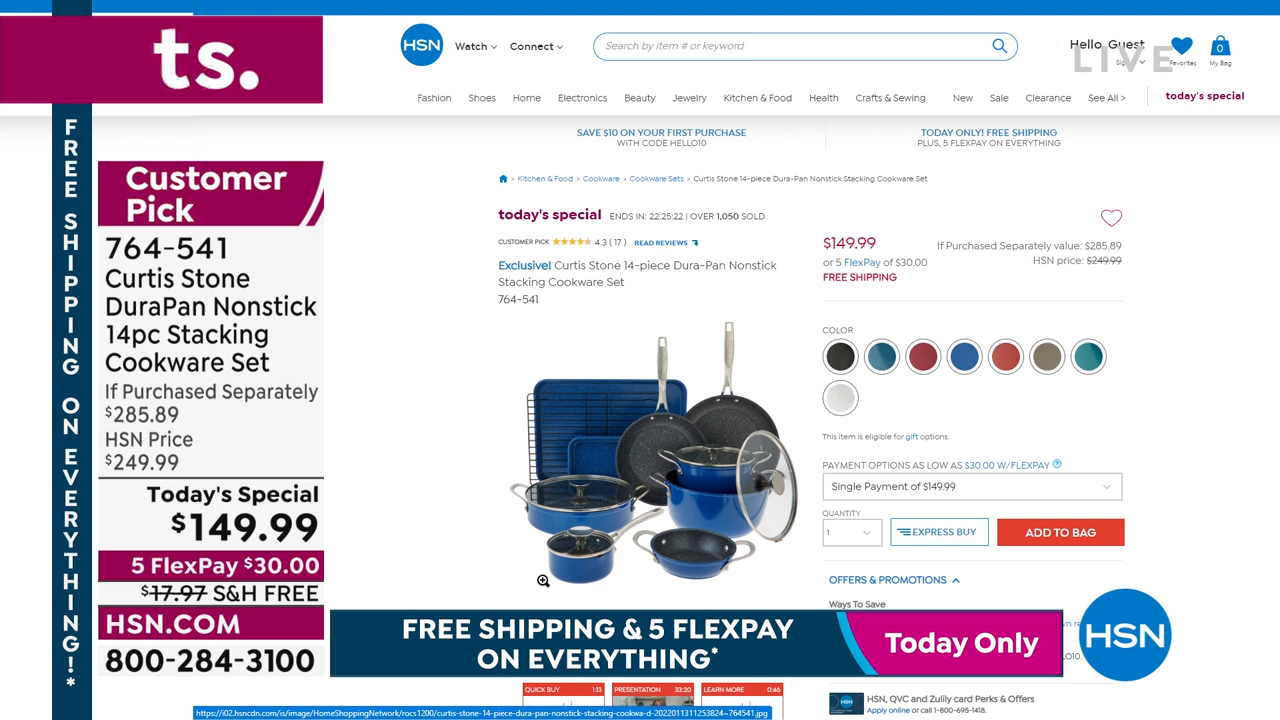 ts.
FREE SHIPPING ON EVERYTHING!*
Customer
Pick
764-541
Curtis Stone
DuraPan Nonstick
14pc Stacking
Cookware Set
If Purchased Separately
$285.89
HSN Price
$249.99
Today's Special
$149.99
5 FlexPay $30.00
$17.97 S&H FREE
HSN.COM
800-284-3100
HSN
Watch
Connect
Search by item # or keyword
Hello, Guest
LIVE
Favorites
0
My Bag
Fashion Shoes Home Electronics Beauty Jewelry Kitchen & Food Health Crafts & Sewing New Sale Clearance See All > today's special
SAVE $10 ON YOUR FIRST PURCHASE
WITH CODE HELLO10
TODAY ONLY! FREE SHIPPING
PLUS, 5 FLEXPAY ON EVERYTHING
> Kitchen & Food > Cookware > Cookware Sets > Curtis Stone 14-piece Dura-Pan Nonstick Stacking Cookware Set
today's special ENDS IN: 22:25:22 | OVER 1,050 SOLD
CUSTOMER PICK 4.3 ( 17 ) READ REVIEWS
Exclusive! Curtis Stone 14-piece Dura-Pan Nonstick
Stacking Cookware Set
764-541
$149.99
or 5 FlexPay of $30.00
FREE SHIPPING
If Purchased Separately value: $285.89
HSN price: $249.99
COLOR
This item is eligible for gift options.
PAYMENT OPTIONS AS LOW AS $30.00 W/FLEXPAY ?
Single Payment of $149.99
QUANTITY
1
EXPRESS BUY
ADD TO BAG
OFFERS & PROMOTIONS
Ways To Save
FREE SHIPPING & 5 FLEXPAY
ON EVERYTHING*
Today Only
HSN
QUICK BUY 1:13
PRESENTATION 33:20
LEARN MORE 0:46
HSN, QVC and Zulily card Perks & Offers
Apply online or call 1-800-695-1418.
https://i02.hsncdn.com/is/image/HomeShoppingNetwork/rocs1200/curtis-stone-14-piece-dura-pan-nonstick-stacking-cookwa-d-2022011311253824~764541.jpg